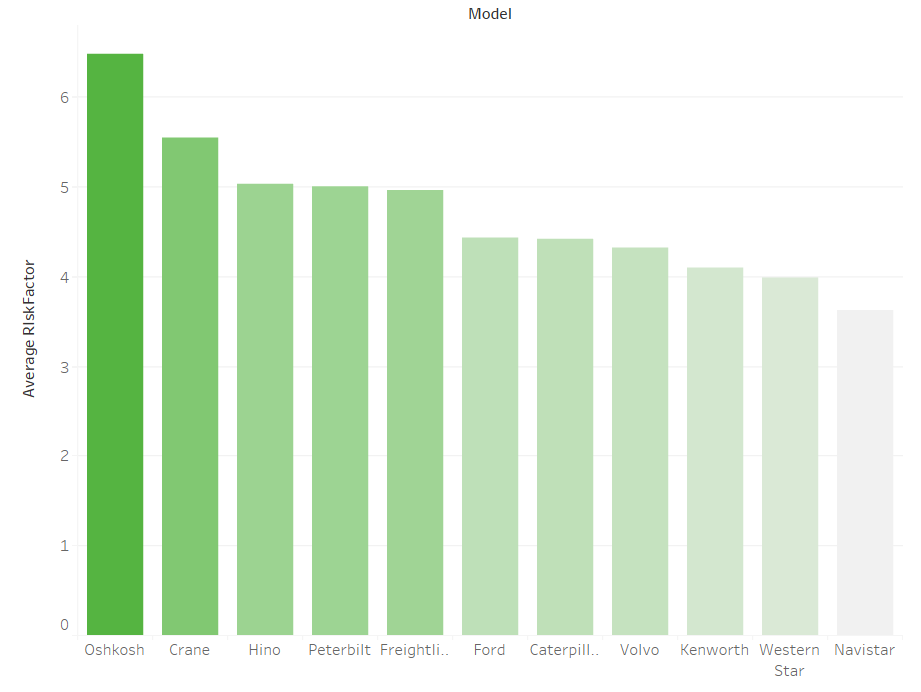 Model
Average RIskFactor
6
5
4
3
2
1
0
Oshkosh
Crane
Hino
Peterbilt
Freightli..
Ford
Caterpill..
Volvo
Kenworth
Western
Star
Navistar